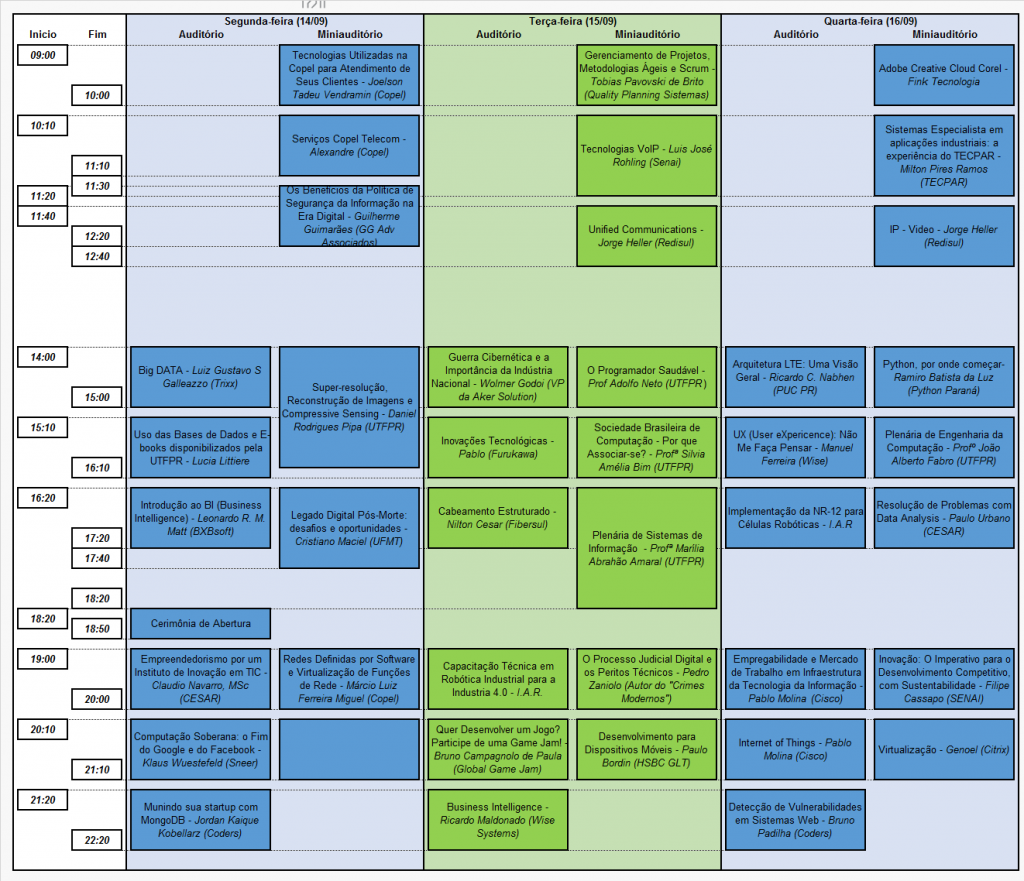 Segunda-feira (14/09)
Terça-feira (15/09)
Quarta-feira (16/09)
Inicio
Fim
Auditório
Miniauditório
Auditório
Miniauditório
Auditório
Miniauditório
09:00
10:00
Tecnologias Utilizadas na
Copel para Atendimento de
Seus Clientes - Joelson
Tadeu Vendramin (Copel)
Gerenciamento de Projetos,
Metodologias Ágeis e Scrum -
Tobias Pavovski de Brito
(Quality Planning Sistemas)
Adobe Creative Cloud Corel -
Fink Tecnologia
10:10
11:10
Serviços Copel Telecom -
Alexandre (Copel)
Tecnologias VoIP - Luis José
Rohling (Senai)
Sistemas Especialista em
aplicações industriais: a
experiência do TECPAR -
Milton Pires Ramos
(TECPAR)
11:30
11:20
11:40
12:20
12:40
Os Benefícios da Política de
Segurança da Informação na
Era Digital - Guilherme
Guimarães (GG Adv
Associados)
Unified Communications -
Jorge Heller (Redisul)
IP - Video - Jorge Heller
(Redisul)
14:00
15:00
Big DATA - Luiz Gustavo S
Galleazzo (Trixx)
Super-resolução,
Reconstrução de Imagens e
Compressive Sensing - Daniel
Rodrigues Pipa (UTFPR)
Guerra Cibernética e a
Importância da Indústria
Nacional - Wolmer Godoi (VP
da Aker Solution)
O Programador Saudável -
Prof Adolfo Neto (UTFPR)
Arquitetura LTE: Uma Visão
Geral - Ricardo C. Nabhen
(PUC PR)
Python, por onde começar-
Ramiro Batista da Luz
(Python Paraná)
15:10
16:10
Uso das Bases de Dados e E-
books disponibilizados pela
UTFPR - Lucia Littiere
Inovações Tecnológicas -
Pablo (Furukawa)
Sociedade Brasileira de
Computação - Por que
Associar-se? - Profª Silvia
Amélia Bim (UTFPR)
UX (User eXpericence): Não
Me Faça Pensar - Manuel
Ferreira (Wise)
Plenária de Engenharia da
Computação - Profº João
Alberto Fabro (UTFPR)
16:20
17:20
17:40
18:20
Introdução ao BI (Business
Intelligence) - Leonardo R. M.
Matt (BXBsoft)
Legado Digital Pós-Morte:
desafios e oportunidades -
Cristiano Maciel (UFMT)
Cabeamento Estruturado -
Nilton Cesar (Fibersul)
Plenária de Sistemas de
Informação - Profª Marília
Abrahão Amaral (UTFPR)
Implementação da NR-12 para
Células Robóticas - I.A.R
Resolução de Problemas com
Data Analysis - Paulo Urbano
(CESAR)
18:20
18:50
Cerimônia de Abertura
19:00
20:00
Empreendedorismo por um
Instituto de Inovação em TIC -
Claudio Navarro, MSc
(CESAR)
Redes Definidas por Software
e Virtualização de Funções
de Rede - Márcio Luiz
Ferreira Miguel (Copel)
Capacitação Técnica em
Robótica Industrial para a
Industria 4.0 - I.A.R.
O Processo Judicial Digital e
os Peritos Técnicos - Pedro
Zaniolo (Autor do "Crimes
Modernos")
Empregabilidade e Mercado
de Trabalho em Infraestrutura
da Tecnologia da Informação -
Pablo Molina (Cisco)
Inovação: O Imperativo para o
Desenvolvimento Competitivo,
com Sustentabilidade - Filipe
Cassapo (SENAI)
20:10
21:10
Computação Soberana: o Fim
do Google e do Facebook -
Klaus Wuestefeld (Sneer)
Quer Desenvolver um Jogo?
Participe de uma Game Jam! -
Bruno Campagnolo de Paula
(Global Game Jam)
Desenvolvimento para
Dispositivos Móveis - Paulo
Bordin (HSBC GLT)
Internet of Things - Pablo
Molina (Cisco)
Virtualização - Genoel (Citrix)
21:20
22:20
Munindo sua startup com
MongoDB - Jordan Kaique
Kobellarz (Coders)
Business Intelligence -
Ricardo Maldonado (Wise
Systems)
Detecção de Vulnerabilidades
em Sistemas Web - Bruno
Padilha (Coders)